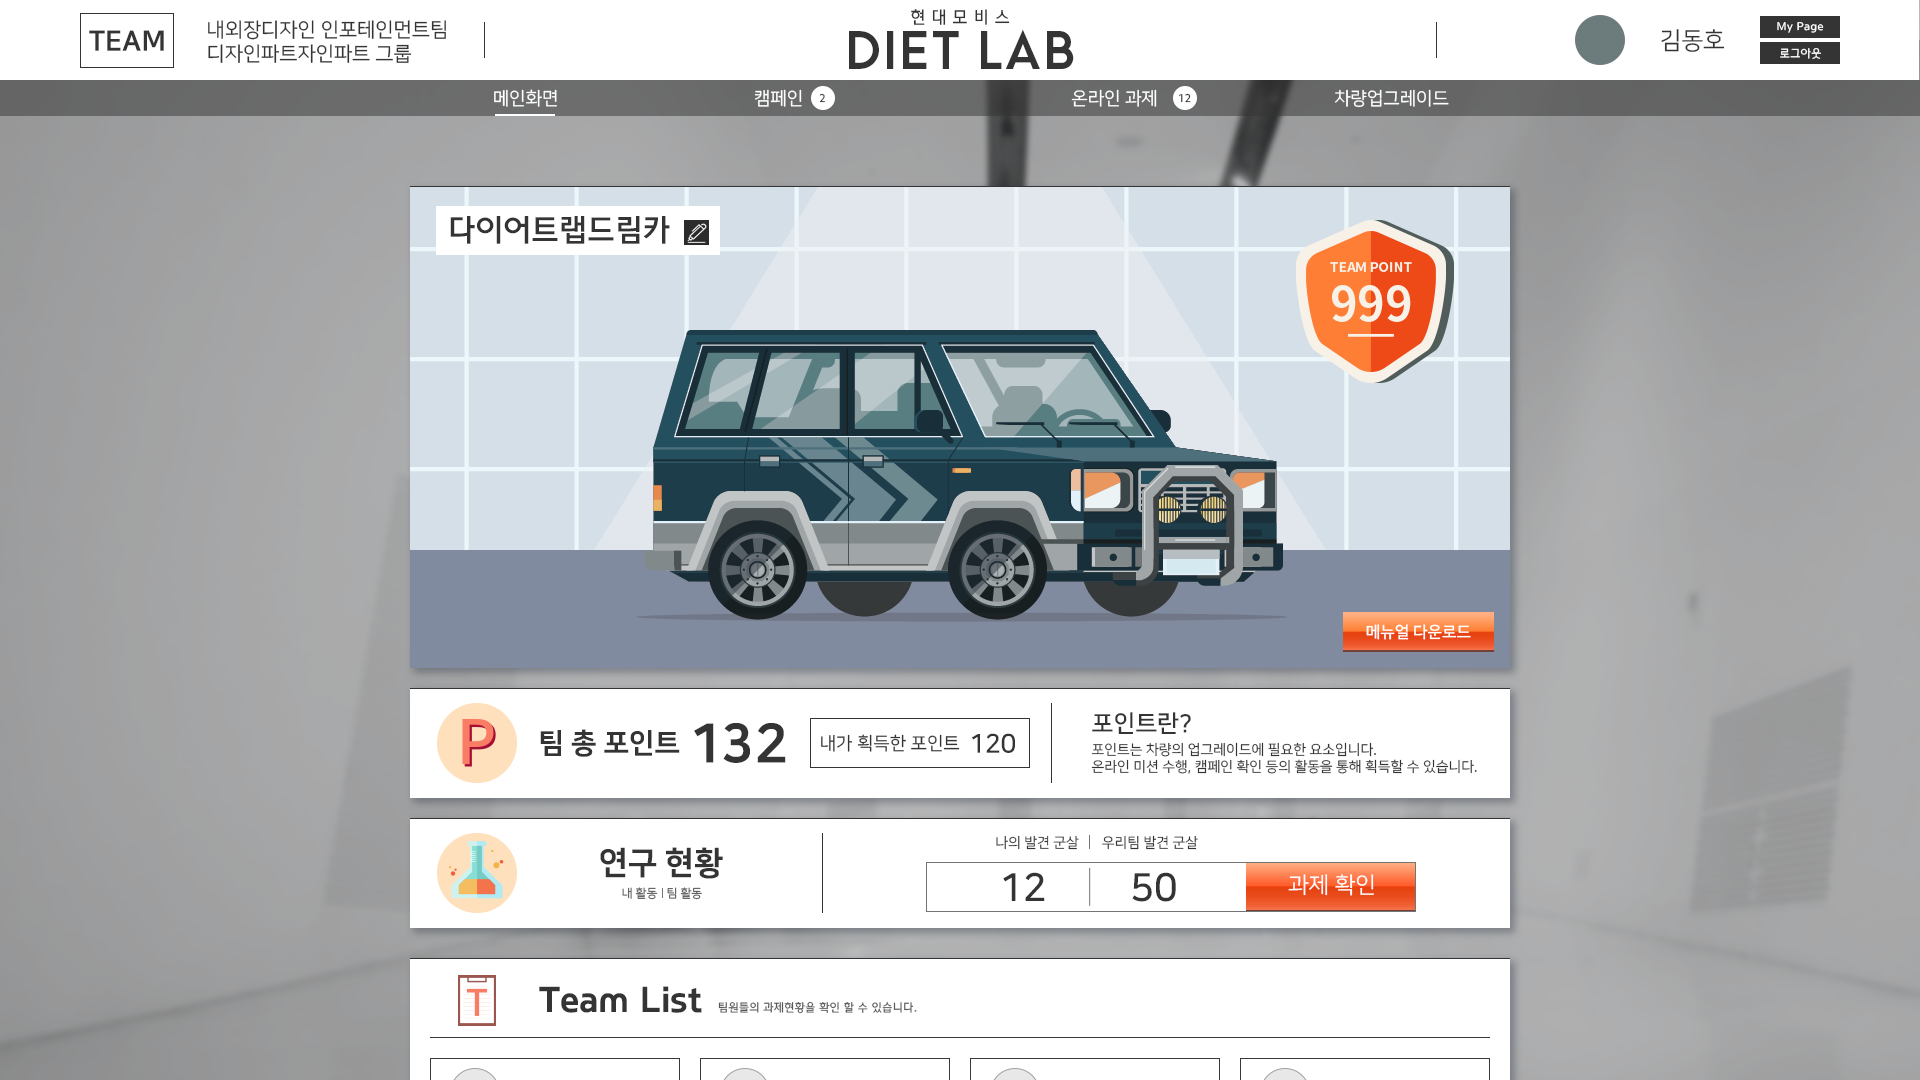 TEAM
내외장디자인 인포테인먼트팀
디자인파트자인파트 그룹
현대모비스
DIET LAB
김동호
My Page
로그아웃
메인화면
캠페인 2
온라인 과제 12
차량업그레이드
다이어트랩드림카
TEAM POINT
999
메뉴얼 다운로드
P
팀 총 포인트 132
내가 획득한 포인트 120
포인트란?
포인트는 차량의 업그레이드에 필요한 요소입니다.
온라인 미션 수행, 캠페인 확인 등의 활동을 통해 획득할 수 있습니다.
연구 현황
내 활동 | 팀 활동
나의 발견 군살 | 우리팀 발견 군살
12 | 50
과제 확인
T
Team List
팀원들의 과제현황을 확인 할 수 있습니다.